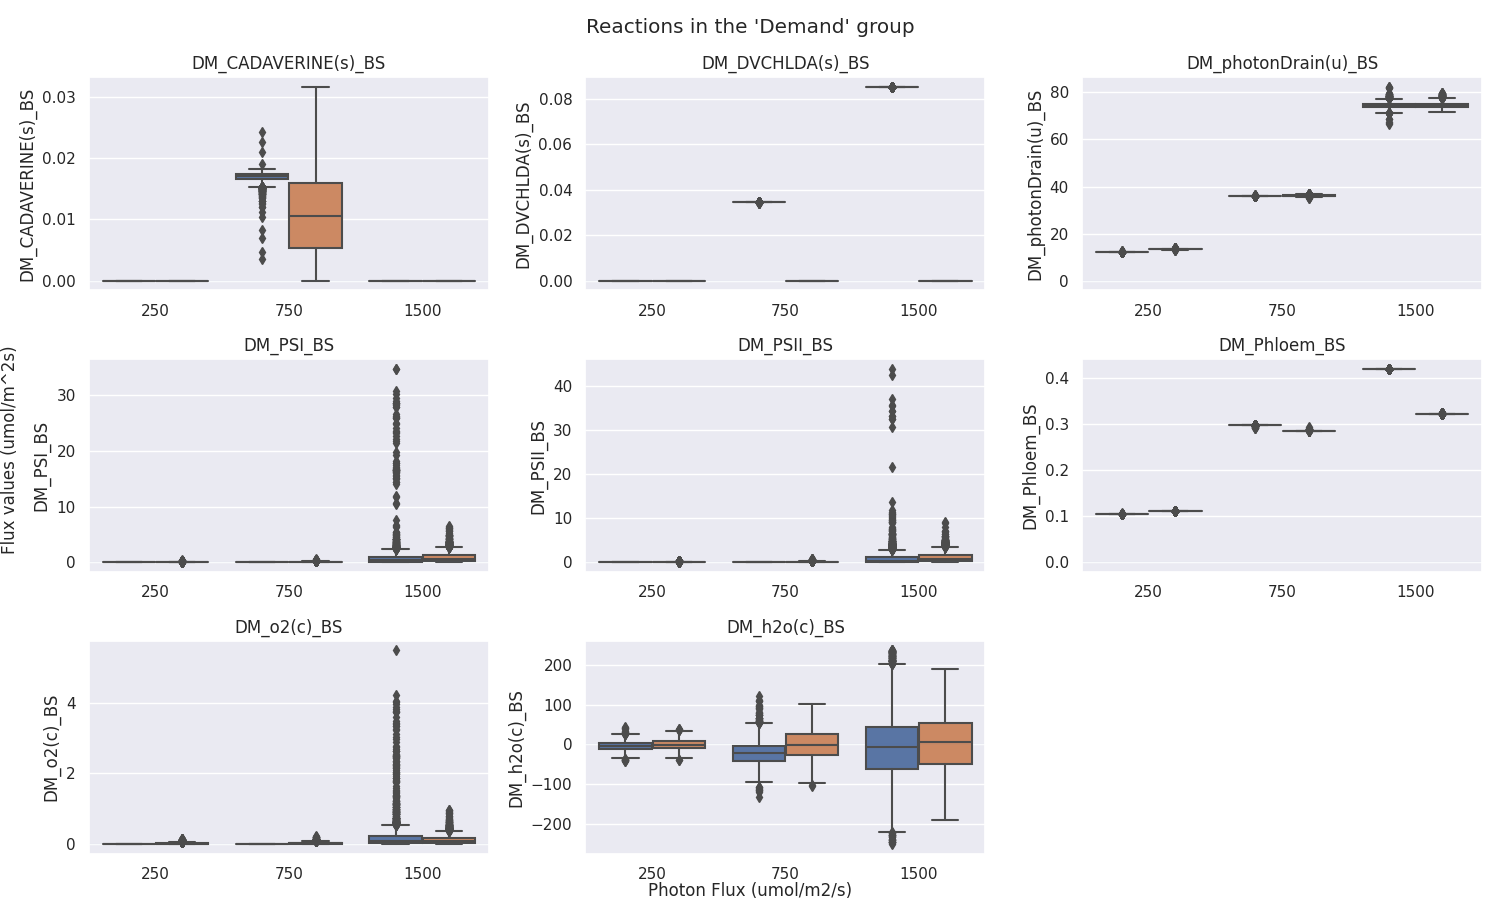 Reactions in the 'Demand' group
DM_CADAVERINE(s)_BS
DM_CADAVERINE(s)_BS
0.03
0.02
0.01
0.00
250 750 1500
DM_DVCHLDA(s)_BS
DM_DVCHLDA(s)_BS
0.08
0.06
0.04
0.02
0.00
250 750 1500
DM_photonDrain(u)_BS
DM_photonDrain(u)_BS
80
60
40
20
0
250 750 1500
Flux values (umol/m^2s)
DM_PSI_BS
DM_PSI_BS
30
20
10
0
250 750 1500
DM_PSII_BS
DM_PSII_BS
40
30
20
10
0
250 750 1500
DM_Phloem_BS
DM_Phloem_BS
0.4
0.3
0.2
0.1
0.0
250 750 1500
DM_o2(c)_BS
DM_o2(c)_BS
4
2
0
250 750 1500
DM_h2o(c)_BS
DM_h2o(c)_BS
200
100
0
−100
−200
250 750 1500
Photon Flux (umol/m2/s)